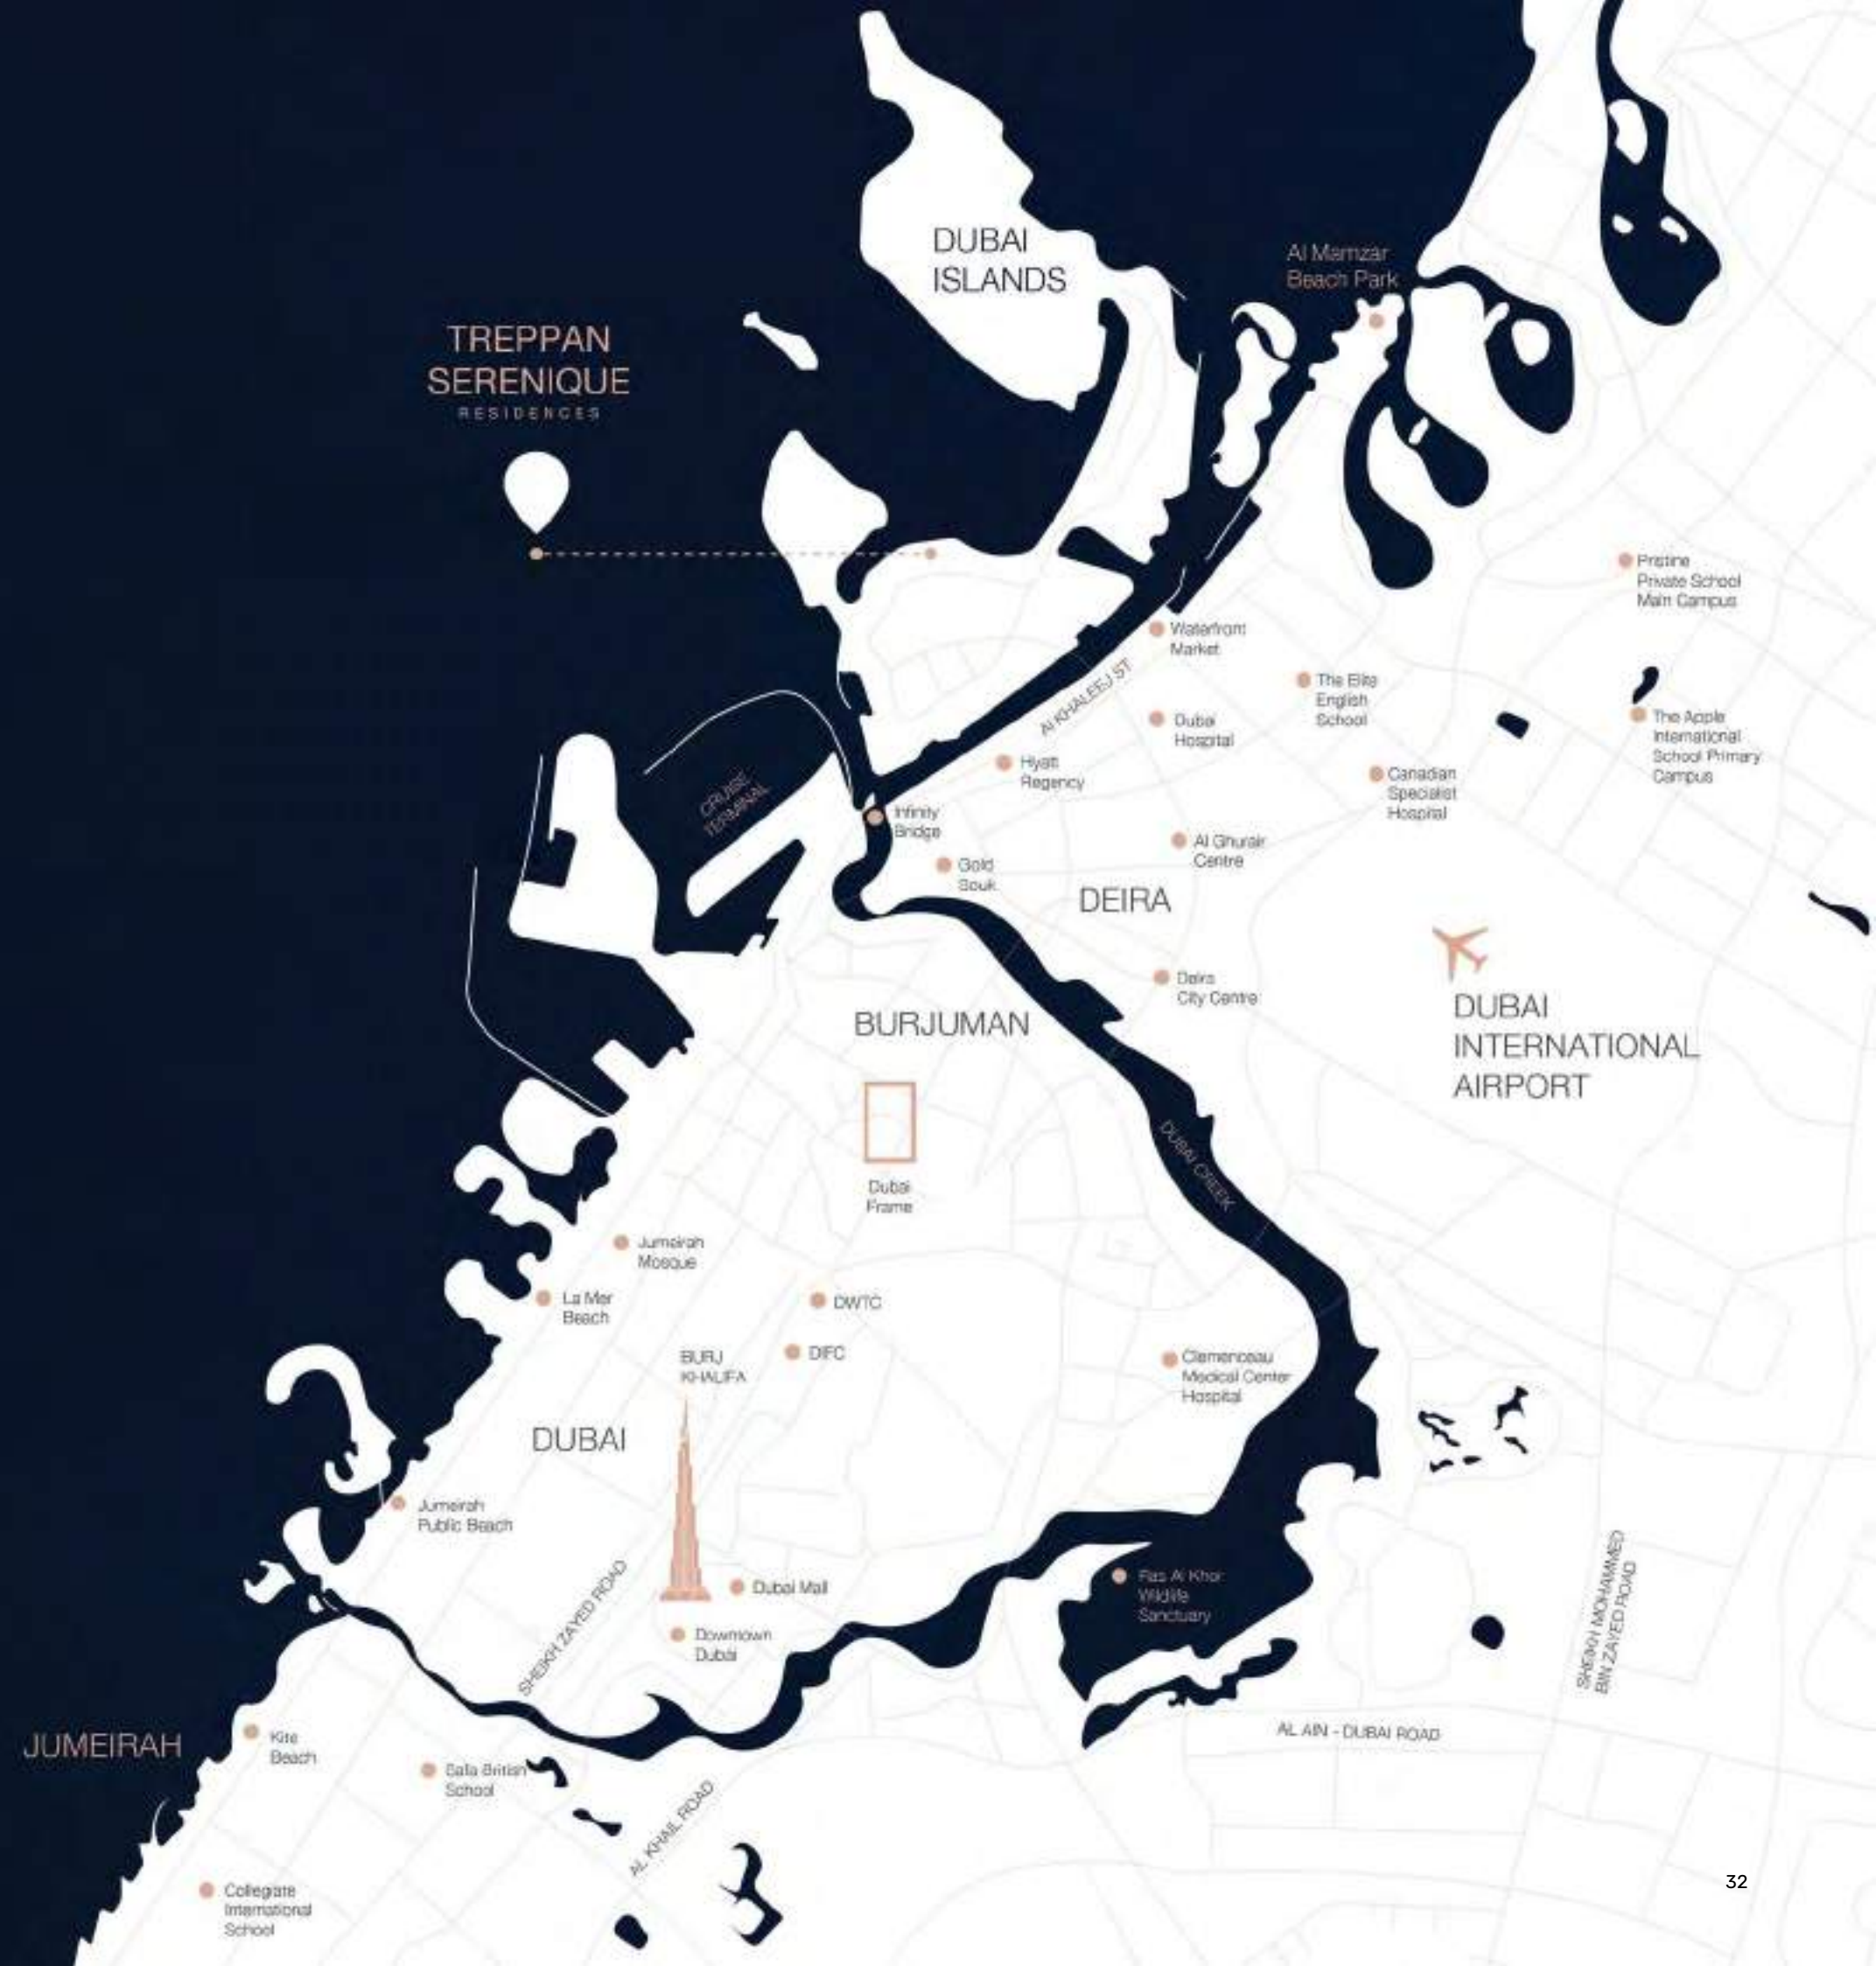 DUBAI
ISLANDS
Al Mamzar
Beach Park
TREPPAN
SERENIQUE
RESIDENCES
Pristine
Private School
Main Campus
Waterfront
Market
Al KHALEEJ ST
The Elite
English
School
Dubai
Hospital
The Apple
International
School Primary
Campus
Hyatt
Regency
Canadian
Specialist
Hospital
CRUISE
TERMINAL
Infinity
Bridge
Al Ghurair
Centre
Gold
Souk
DEIRA
Deira
City Centre
DUBAI
INTERNATIONAL
AIRPORT
BURJUMAN
DUBAI CREEK
Dubai
Frame
Jumeirah
Mosque
La Mer
Beach
DWTC
DIFC
BURJ
KHALIFA
Clemenceau
Medical Center
Hospital
DUBAI
Jumeirah
Public Beach
SHEIKH ZAYED ROAD
Dubai Mall
Downtown
Dubai
Ras Al Khor
Wildlife
Sanctuary
SHEIKH MOHAMMED
BIN ZAYED ROAD
AL AIN - DUBAI ROAD
JUMEIRAH
Kite
Beach
Safa British
School
AL KHAIL ROAD
Collegiate
International
School
32